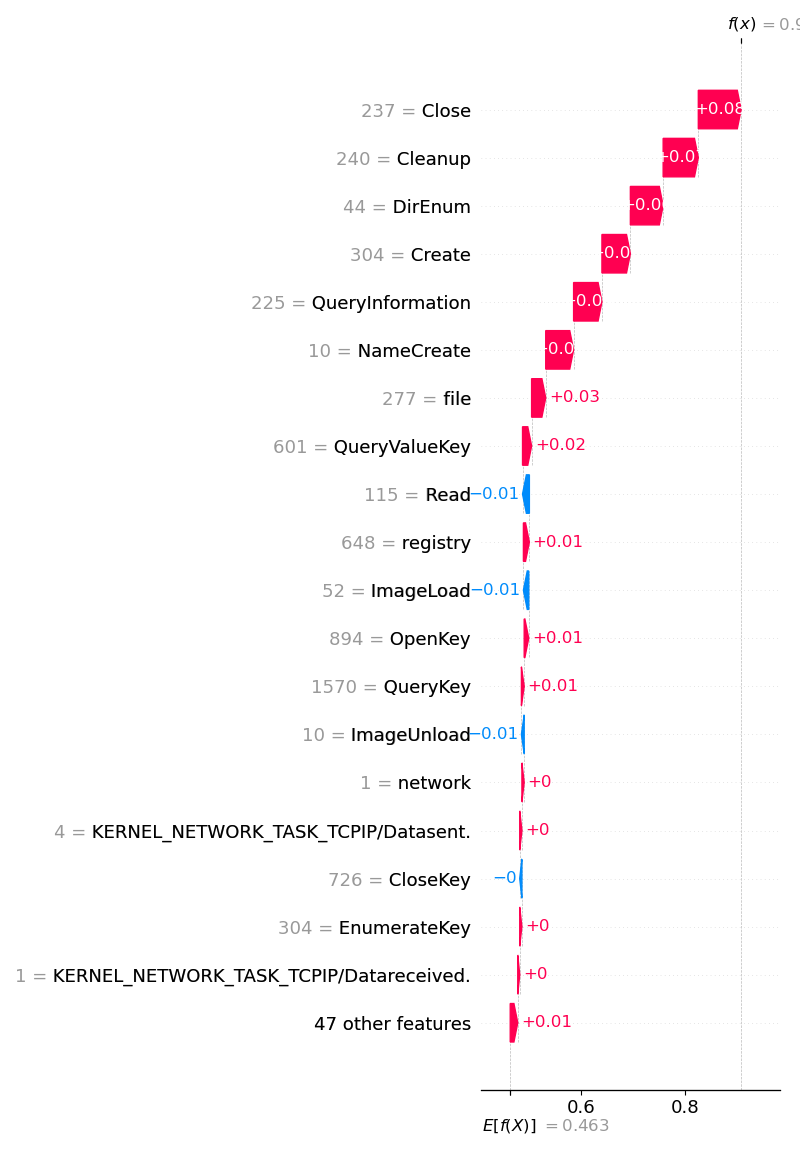 f(x) = 0.9
237 = Close +0.08
240 = Cleanup +0.0
44 = DirEnum 0.0
304 = Create 0.0
225 = QueryInformation 0.0
10 = NameCreate 0.0
277 = file +0.03
601 = QueryValueKey +0.02
115 = Read −0.01
648 = registry +0.01
52 = ImageLoad −0.01
894 = OpenKey +0.01
1570 = QueryKey +0.01
10 = ImageUnload −0.01
1 = network +0
4 = KERNEL_NETWORK_TASK_TCPIP/Datasent. +0
726 = CloseKey −0
304 = EnumerateKey +0
1 = KERNEL_NETWORK_TASK_TCPIP/Datareceived. +0
47 other features +0.01
0.6 0.8
E[f(X)] = 0.463